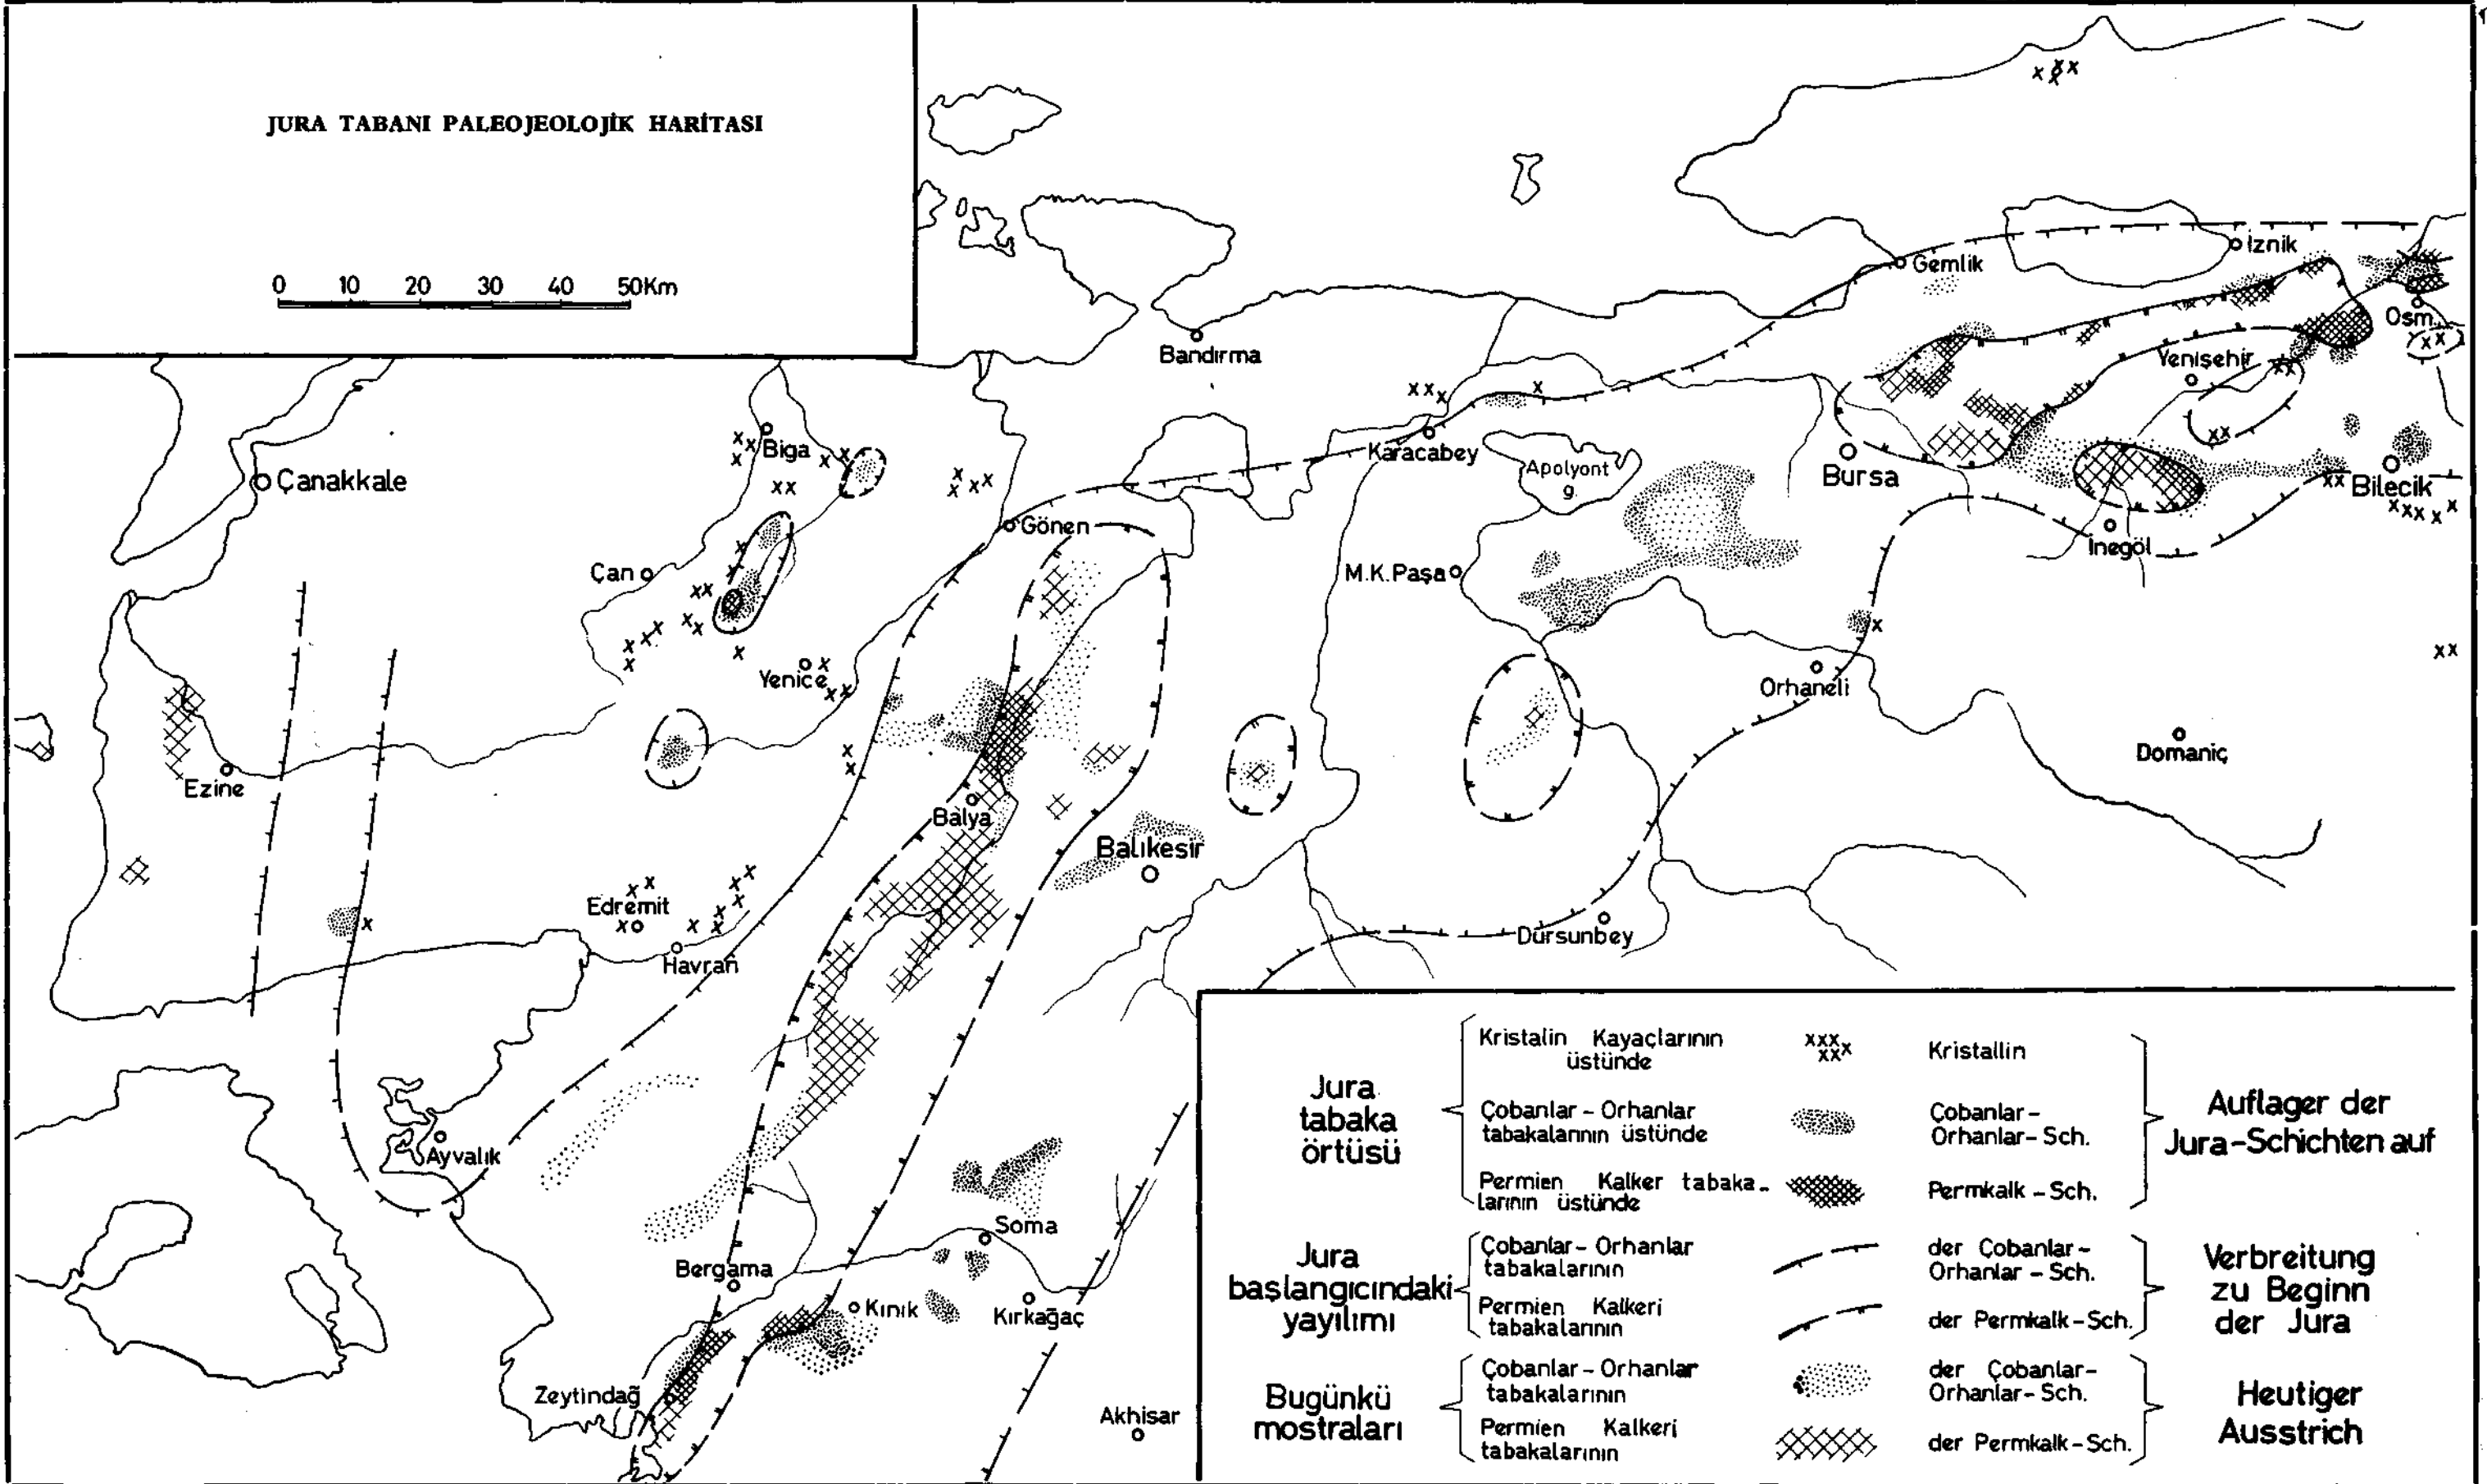 JURA TABANI PALEOJEOLOJİK HARİTASI
0 10 20 30 40 50Km
İznik
Gemlik
Osm.
Bandırma
Yenişehir
Biga
Karacabey
Apolyont
g.
Bursa
Bilecik
Çanakkale
Gönen
İnegöl
Çan
M.K.Paşa
Yenice
Orhaneli
Domaniç
Ezine
Balya
Balıkesir
Edremit
Havran
Dursunbey
Ayvalık
Soma
Bergama
Kınık
Kırkağaç
Zeytindağ
Akhisar
Jura
tabaka
örtüsü
Kristalin Kayaçlarının
üstünde
Çobanlar - Orhanlar
tabakalarının üstünde
Permien Kalker tabaka-
larının üstünde
Kristallin
Çobanlar-
Orhanlar-Sch.
Permkalk-Sch.
Auflager der
Jura-Schichten auf
Jura
başlangıcındaki
yayılımı
Çobanlar-Orhanlar
tabakalarının
Permien Kalkeri
tabakalarının
der Çobanlar-
Orhanlar-Sch.
der Permkalk-Sch.
Verbreitung
zu Beginn
der Jura
Bugünkü
mostraları
Çobanlar-Orhanlar
tabakalarının
Permien Kalkeri
tabakalarının
der Çobanlar-
Orhanlar-Sch.
der Permkalk-Sch.
Heutiger
Ausstrich